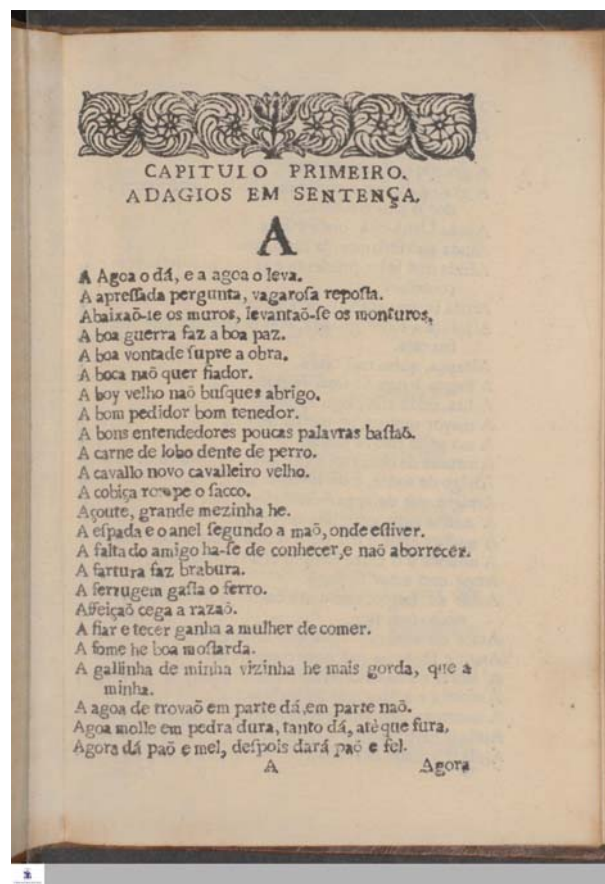 CAPITULO PRIMEIRO.
ADAGIOS EM SENTENÇA.
A
A Agoa o dá, e a agoa o leva.
A apreſſada pergunta, vagaroſa repoſta.
Abaixaõ-ſe os muros, levantaõ-ſe os monturos.
A boa guerra faz a boa paz.
A boa vontade ſupre a obra.
A boca naõ quer fiador.
A boy velho naõ buſques abrigo.
A bom pedidor bom tenedor.
A bons entendedores poucas palavras baſtaõ.
A carne de lobo dente de perro.
A cavallo novo cavalleiro velho.
A cobiça rompe o ſacco.
Açoute, grande mezinha he.
A eſpada e o anel ſegundo a maõ, onde eſtiver.
A falta do amigo ha-ſe de conhecer, e naõ aborrecer.
A fartura faz brabura.
A ferrugem gaſta o ferro.
Affeiçaõ cega a razaõ.
A fiar e tecer ganha a mulher de comer.
A fome he boa moſtarda.
A gallinha de minha vizinha he mais gorda, que a
minha.
A agoa de trovaõ em parte dá, em parte naõ.
Agoa molle em pedra dura, tanto dá, atè que fura.
Agora dá paõ e mel, deſpois dará paõ e fel.
A Agora